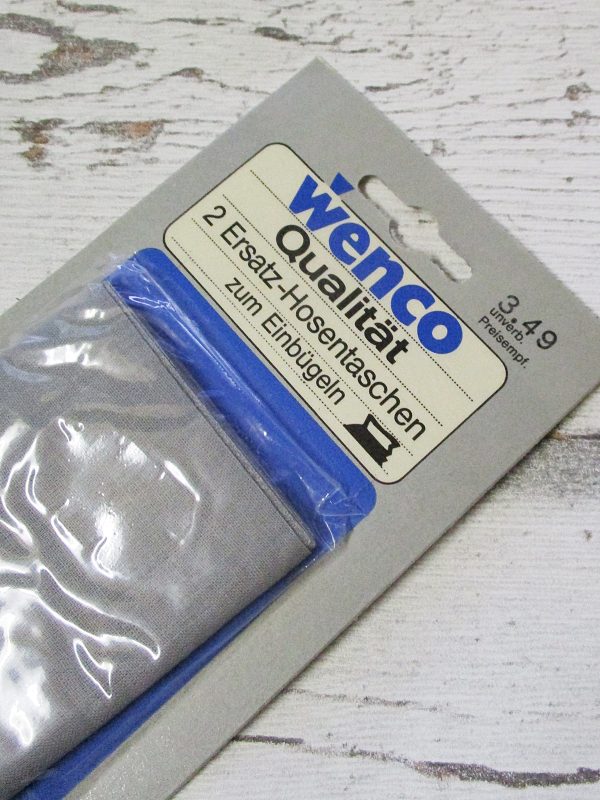 wenco
Qualität
2 Ersatz-Hosentaschen
zum Einbügeln
3.49
unverb.
Preisempf.